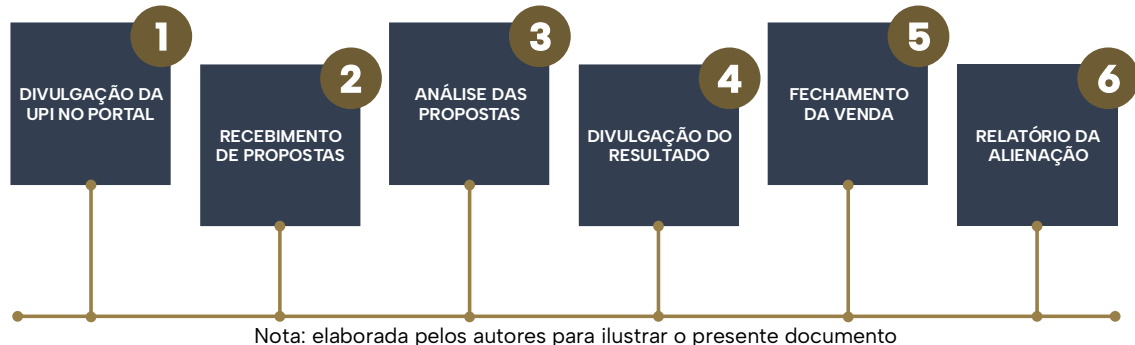 1
DIVULGAÇÃO DA
UPI NO PORTAL
2
RECEBIMENTO
DE PROPOSTAS
3
ANÁLISE DAS
PROPOSTAS
4
DIVULGAÇÃO DO
RESULTADO
5
FECHAMENTO
DA VENDA
6
RELATÓRIO DA
ALIENAÇÃO
Nota: elaborada pelos autores para ilustrar o presente documento